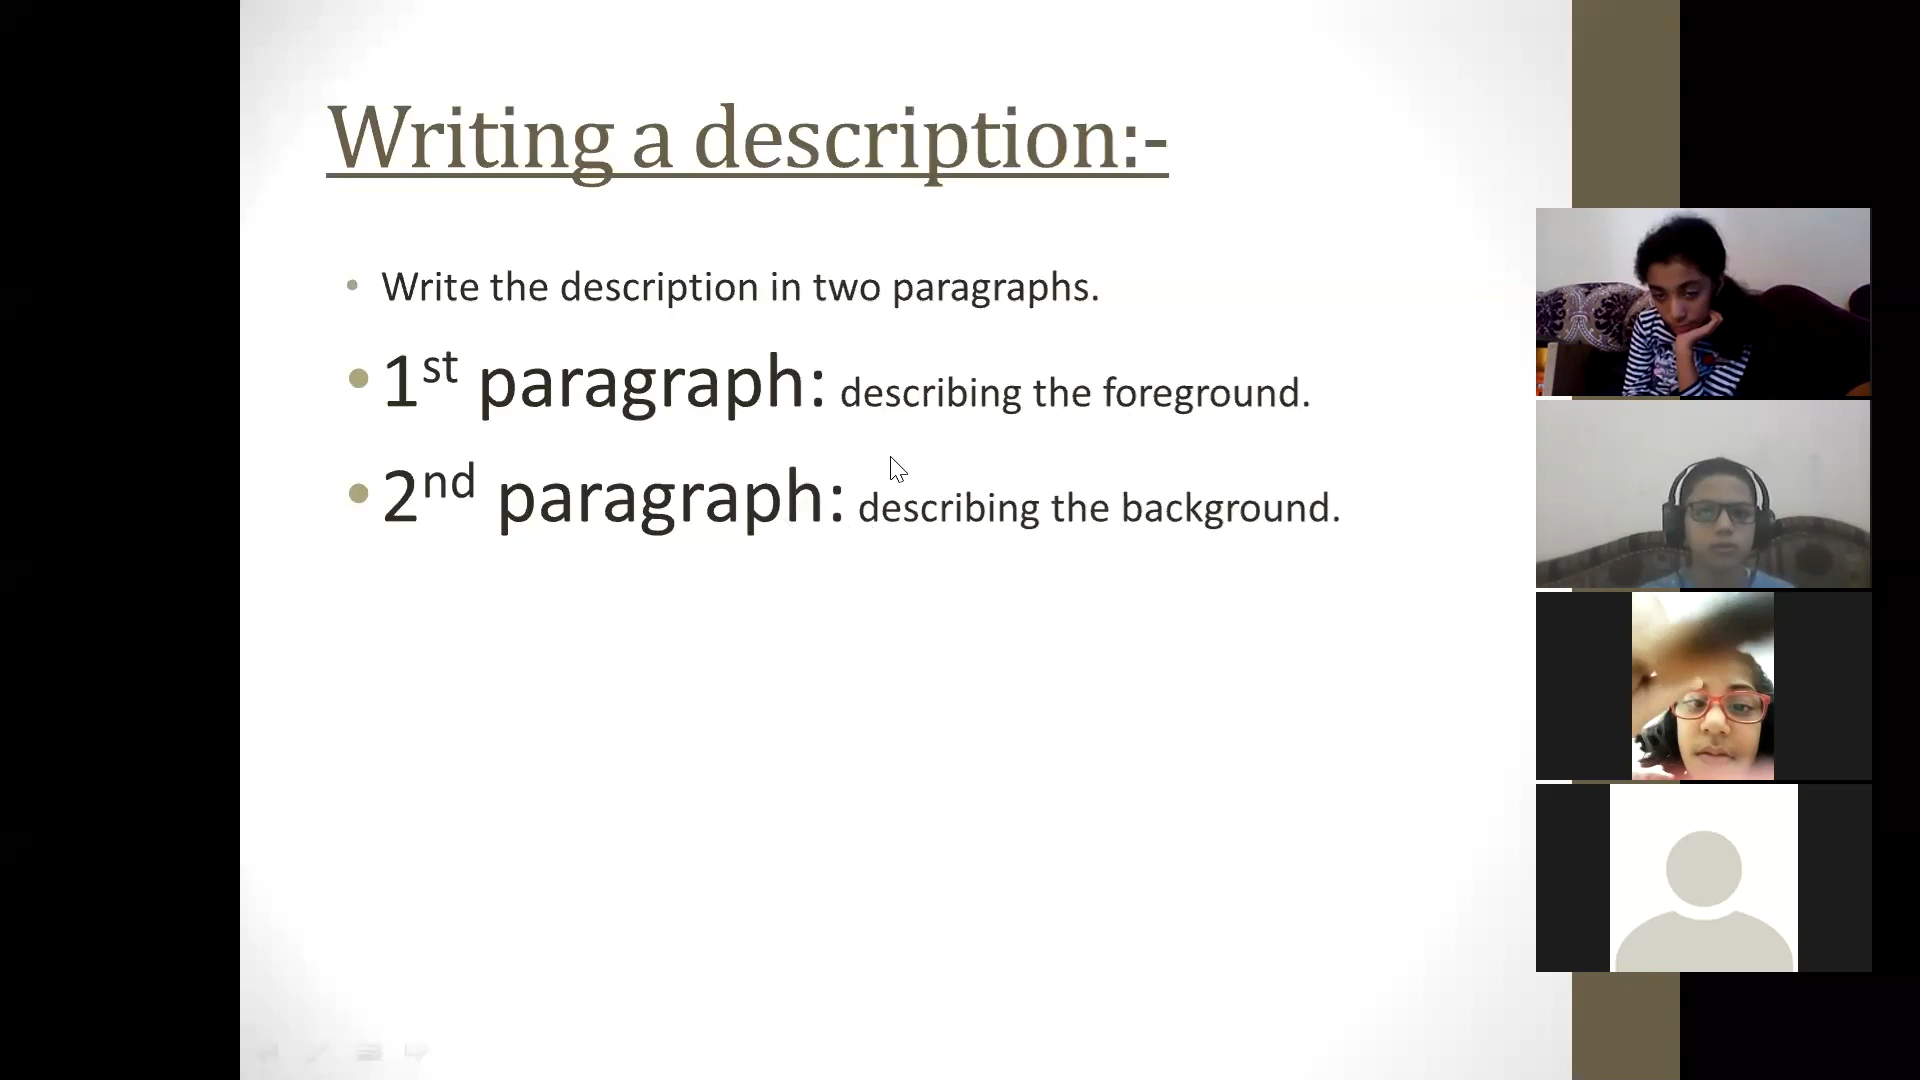 Writing a description:-
• Write the description in two paragraphs.
• 1st paragraph: describing the foreground.
• 2nd paragraph: describing the background.